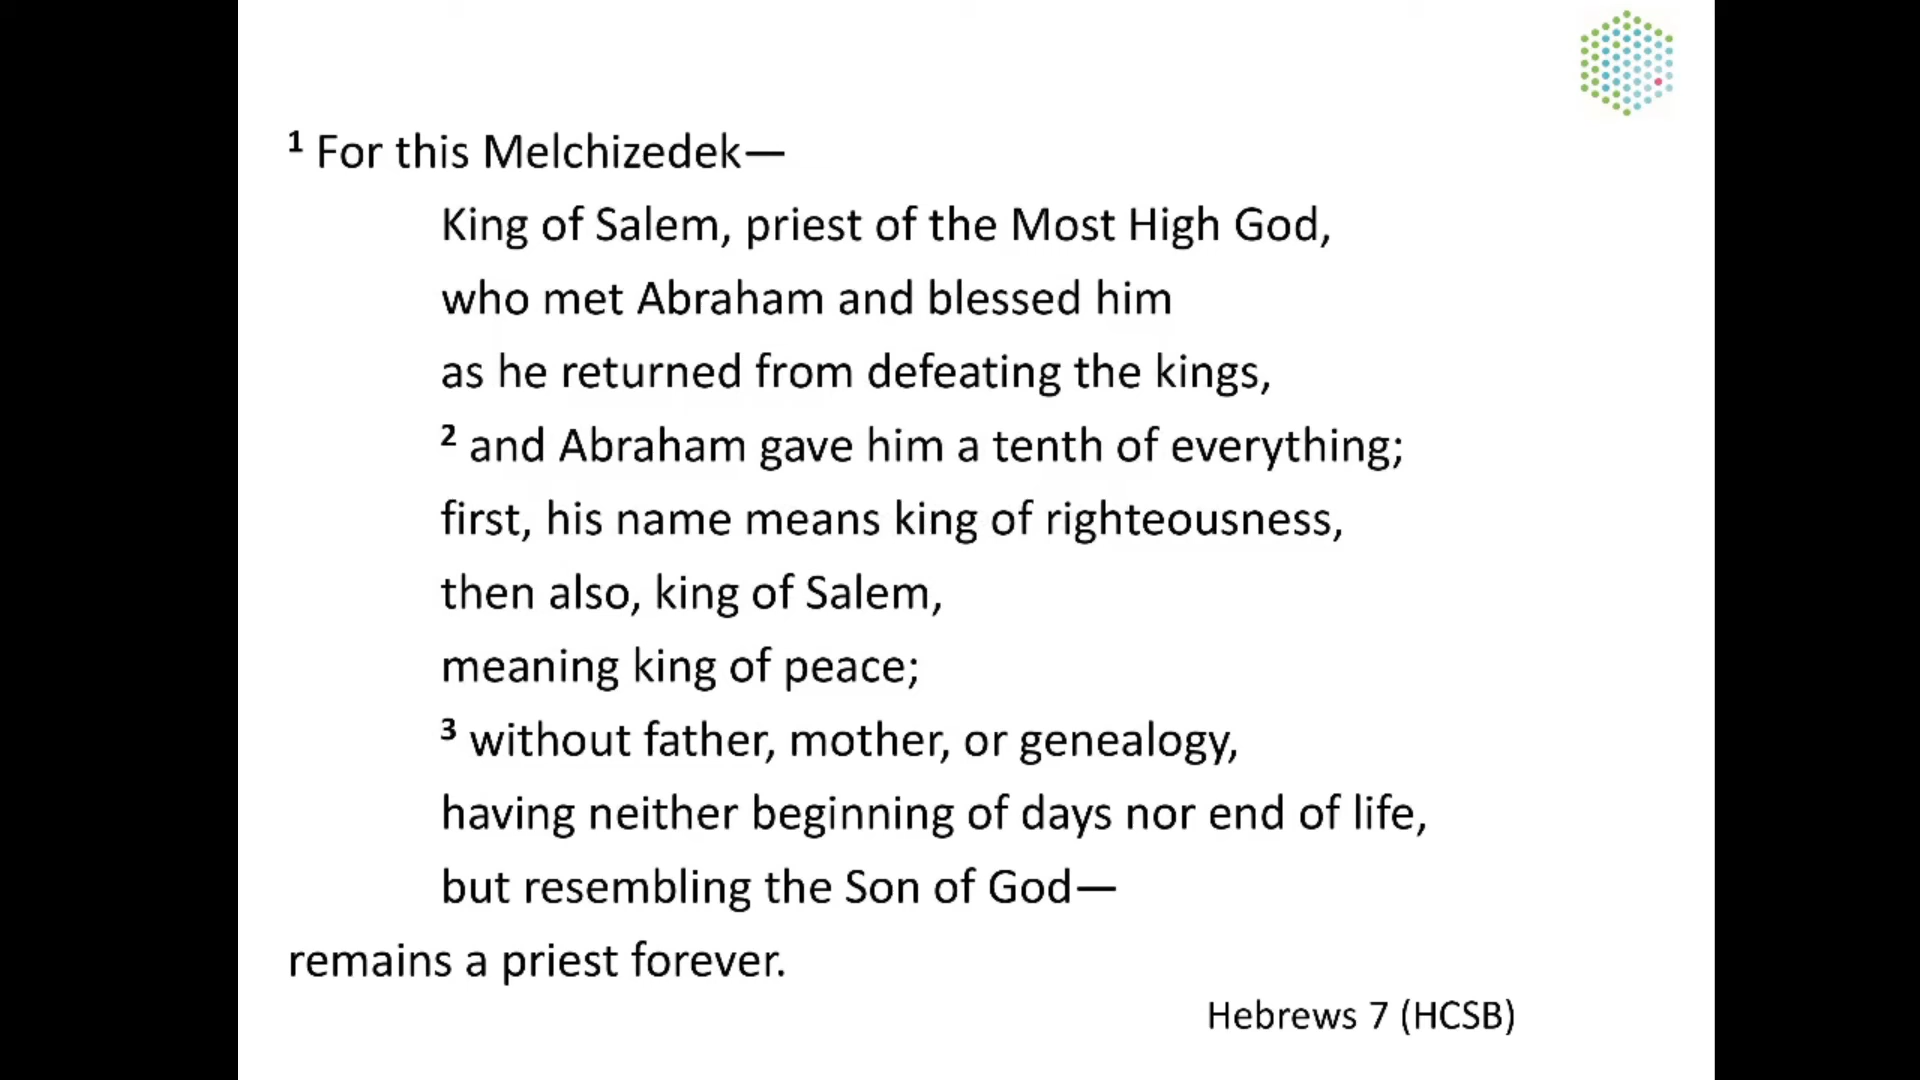 1 For this Melchizedek—
King of Salem, priest of the Most High God,
who met Abraham and blessed him
as he returned from defeating the kings,
2 and Abraham gave him a tenth of everything;
first, his name means king of righteousness,
then also, king of Salem,
meaning king of peace;
3 without father, mother, or genealogy,
having neither beginning of days nor end of life,
but resembling the Son of God—
remains a priest forever.
Hebrews 7 (HCSB)